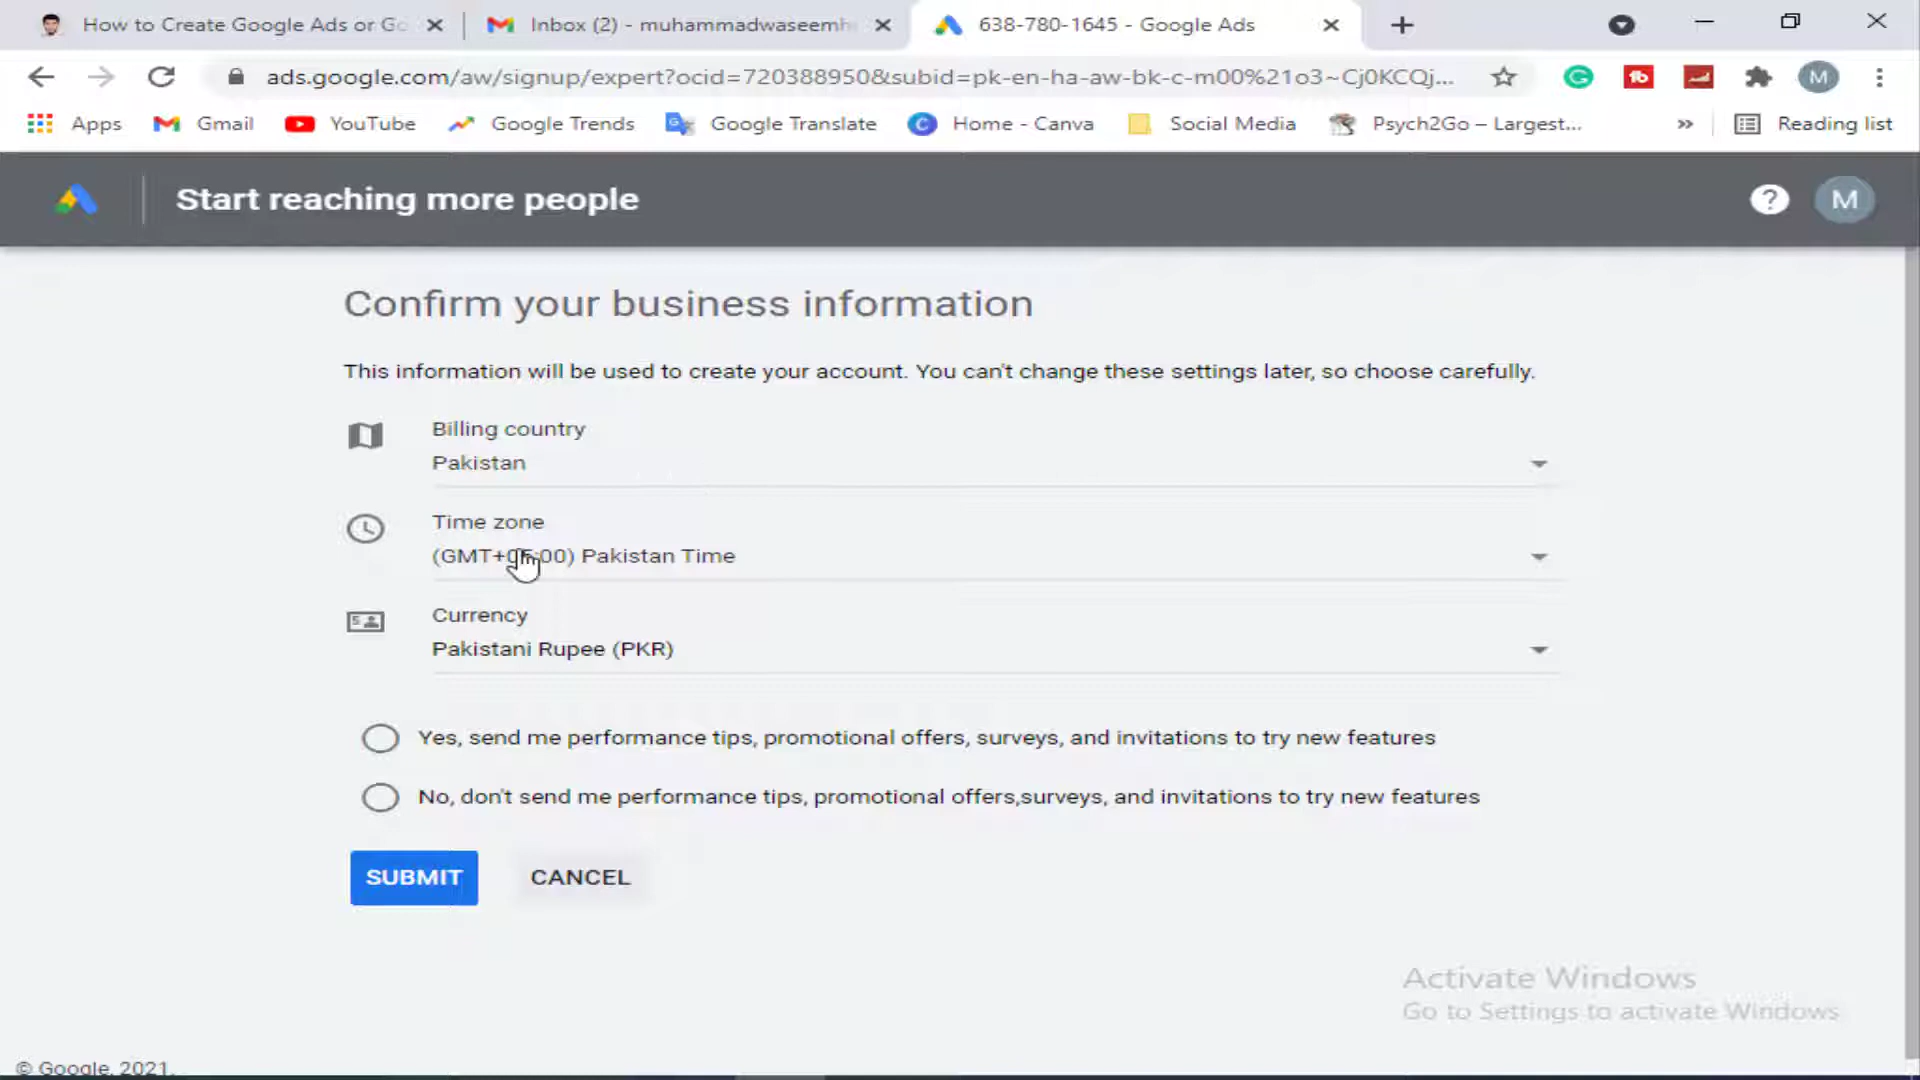 How to Create Google Ads or Go
Inbox (2) - muhammadwaseemh
638-780-1645 - Google Ads
ads.google.com/aw/signup/expert?ocid=720388950&subid=pk-en-ha-aw-bk-c-m00%21o3~Cj0KCQj...
M
Apps
Gmail
YouTube
Google Trends
Google Translate
Home - Canva
Social Media
Psych2Go – Largest...
»
Reading list
Start reaching more people
?
M
Confirm your business information
This information will be used to create your account. You can't change these settings later, so choose carefully.
Billing country
Pakistan
Time zone
(GMT+05:00) Pakistan Time
Currency
Pakistani Rupee (PKR)
Yes, send me performance tips, promotional offers, surveys, and invitations to try new features
No, don't send me performance tips, promotional offers,surveys, and invitations to try new features
SUBMIT
CANCEL
Activate Windows
Go to Settings to activate Windows
© Google, 2021.